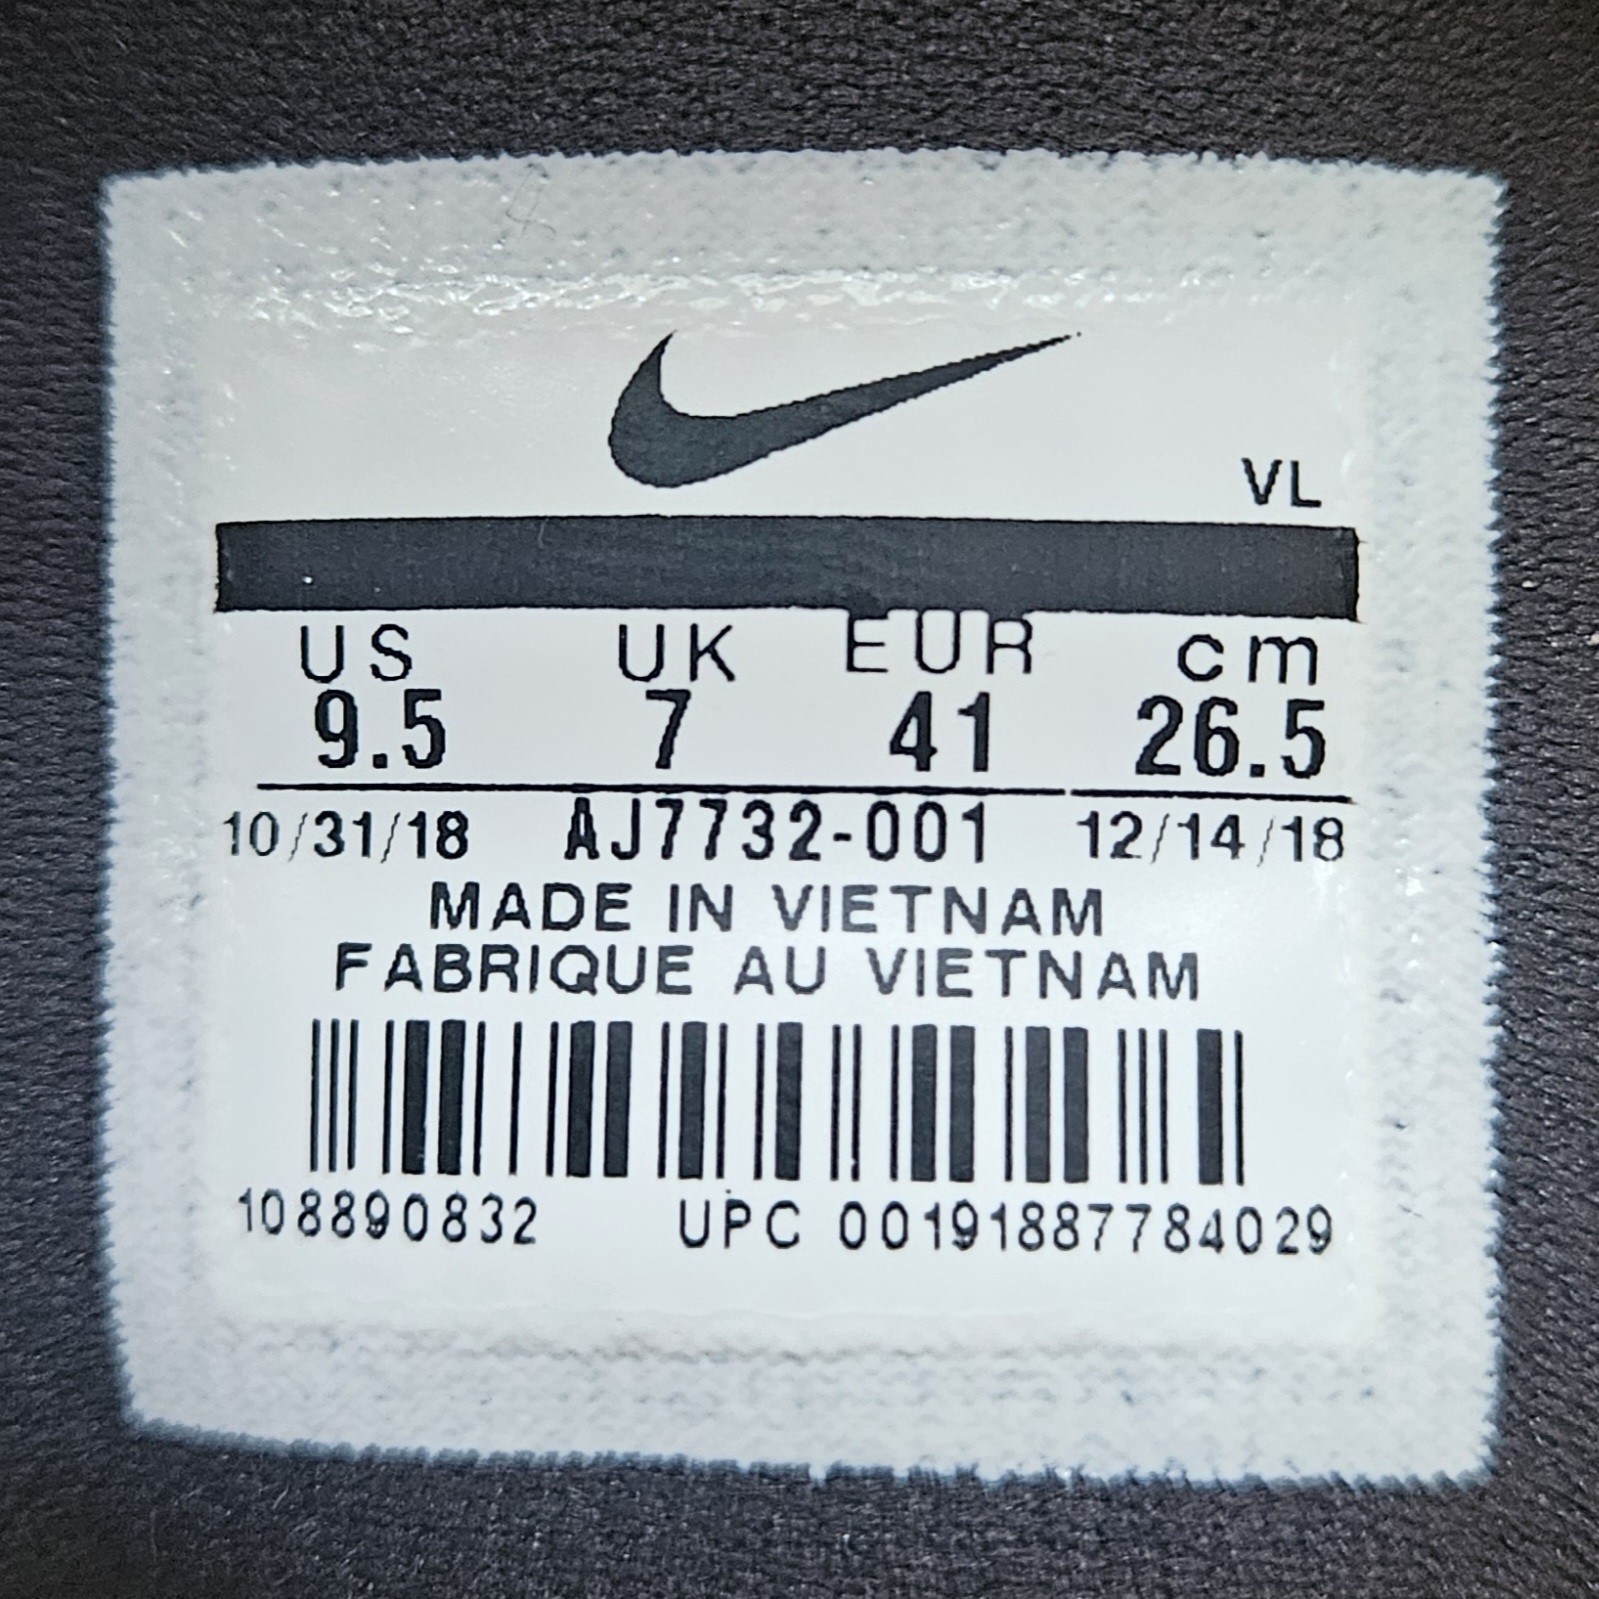 VL
US UK EUR cm
9.5 7 41 26.5
10/31/18 AJ7732-001 12/14/18
MADE IN VIETNAM
FABRIQUE AU VIETNAM
108890832 UPC 00191887784029